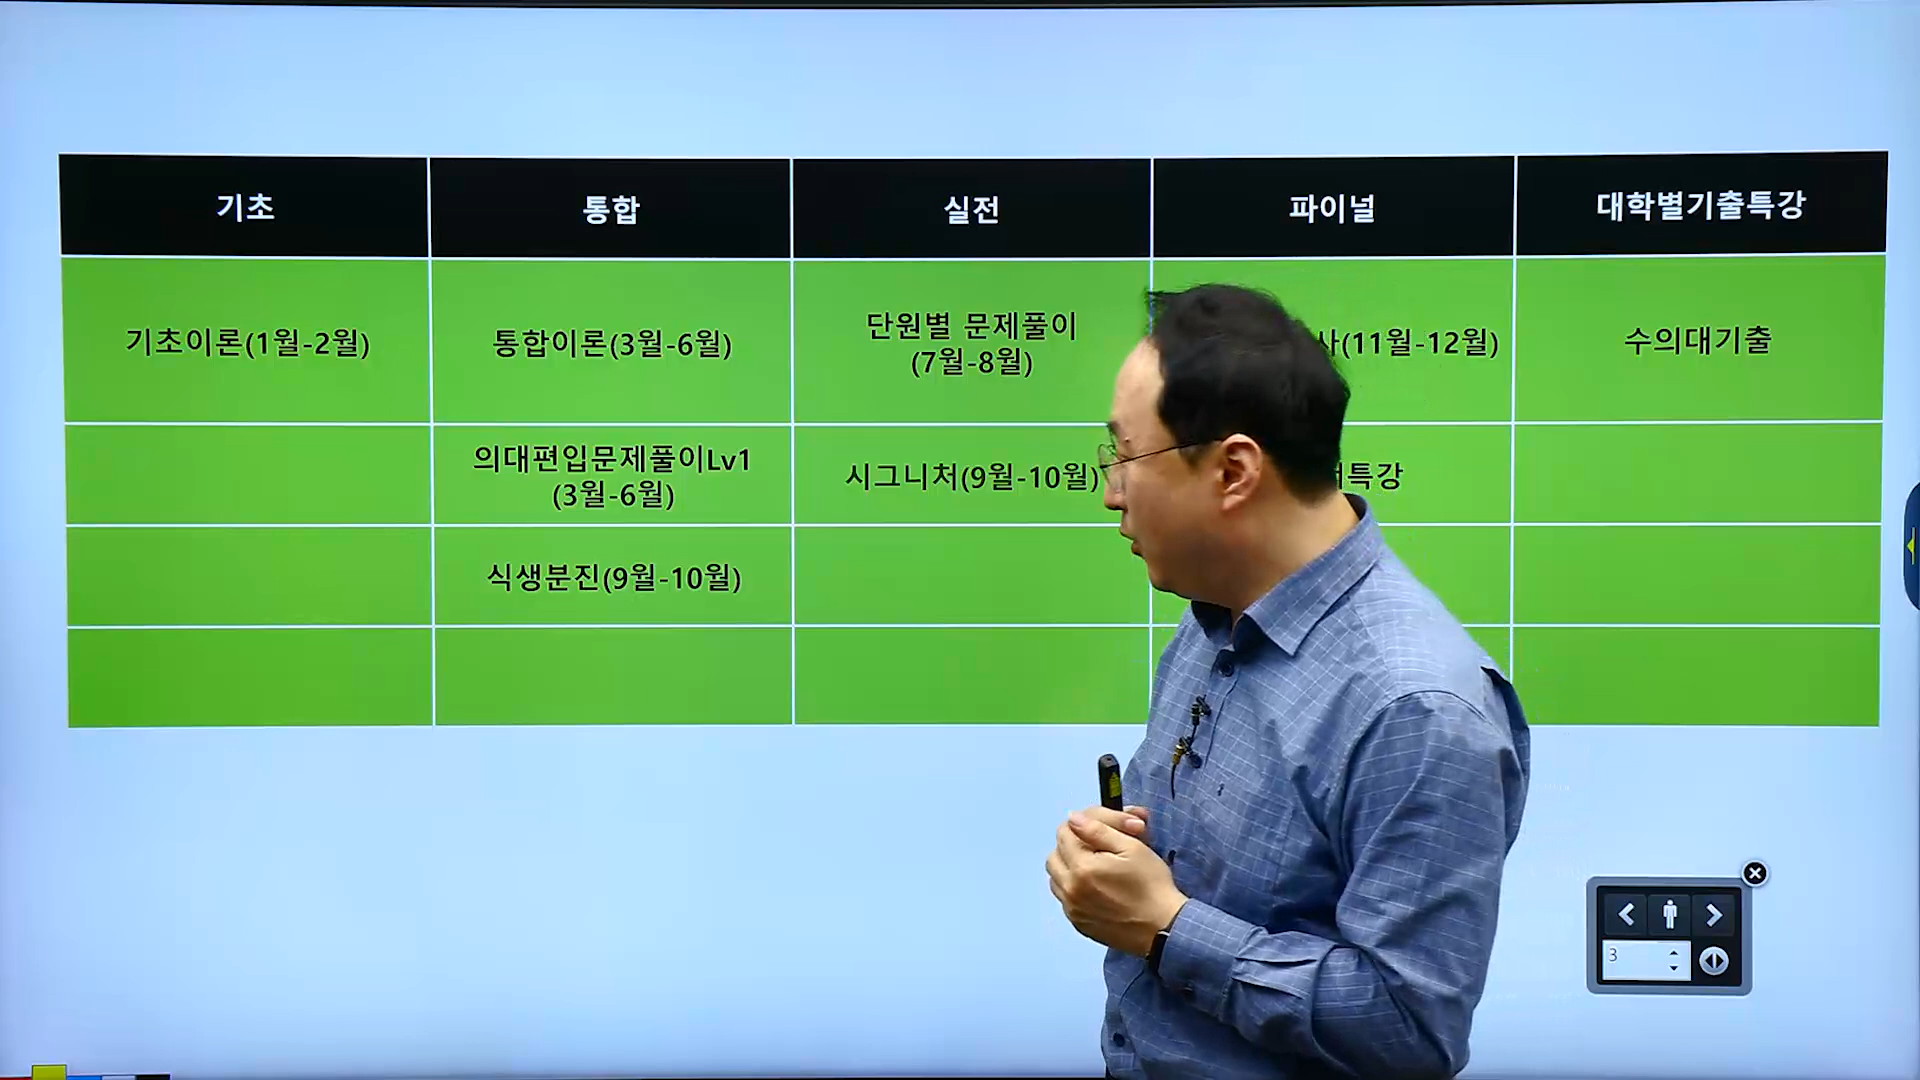 기초
통합
실전
파이널
대학별기출특강
기초이론(1월-2월)
통합이론(3월-6월)
단원별 문제풀이
(7월-8월)
(11월-12월)
수의대기출
의대편입문제풀이Lv1
(3월-6월)
시그니처(9월-10월)
특강
식생분진(9월-10월)
3